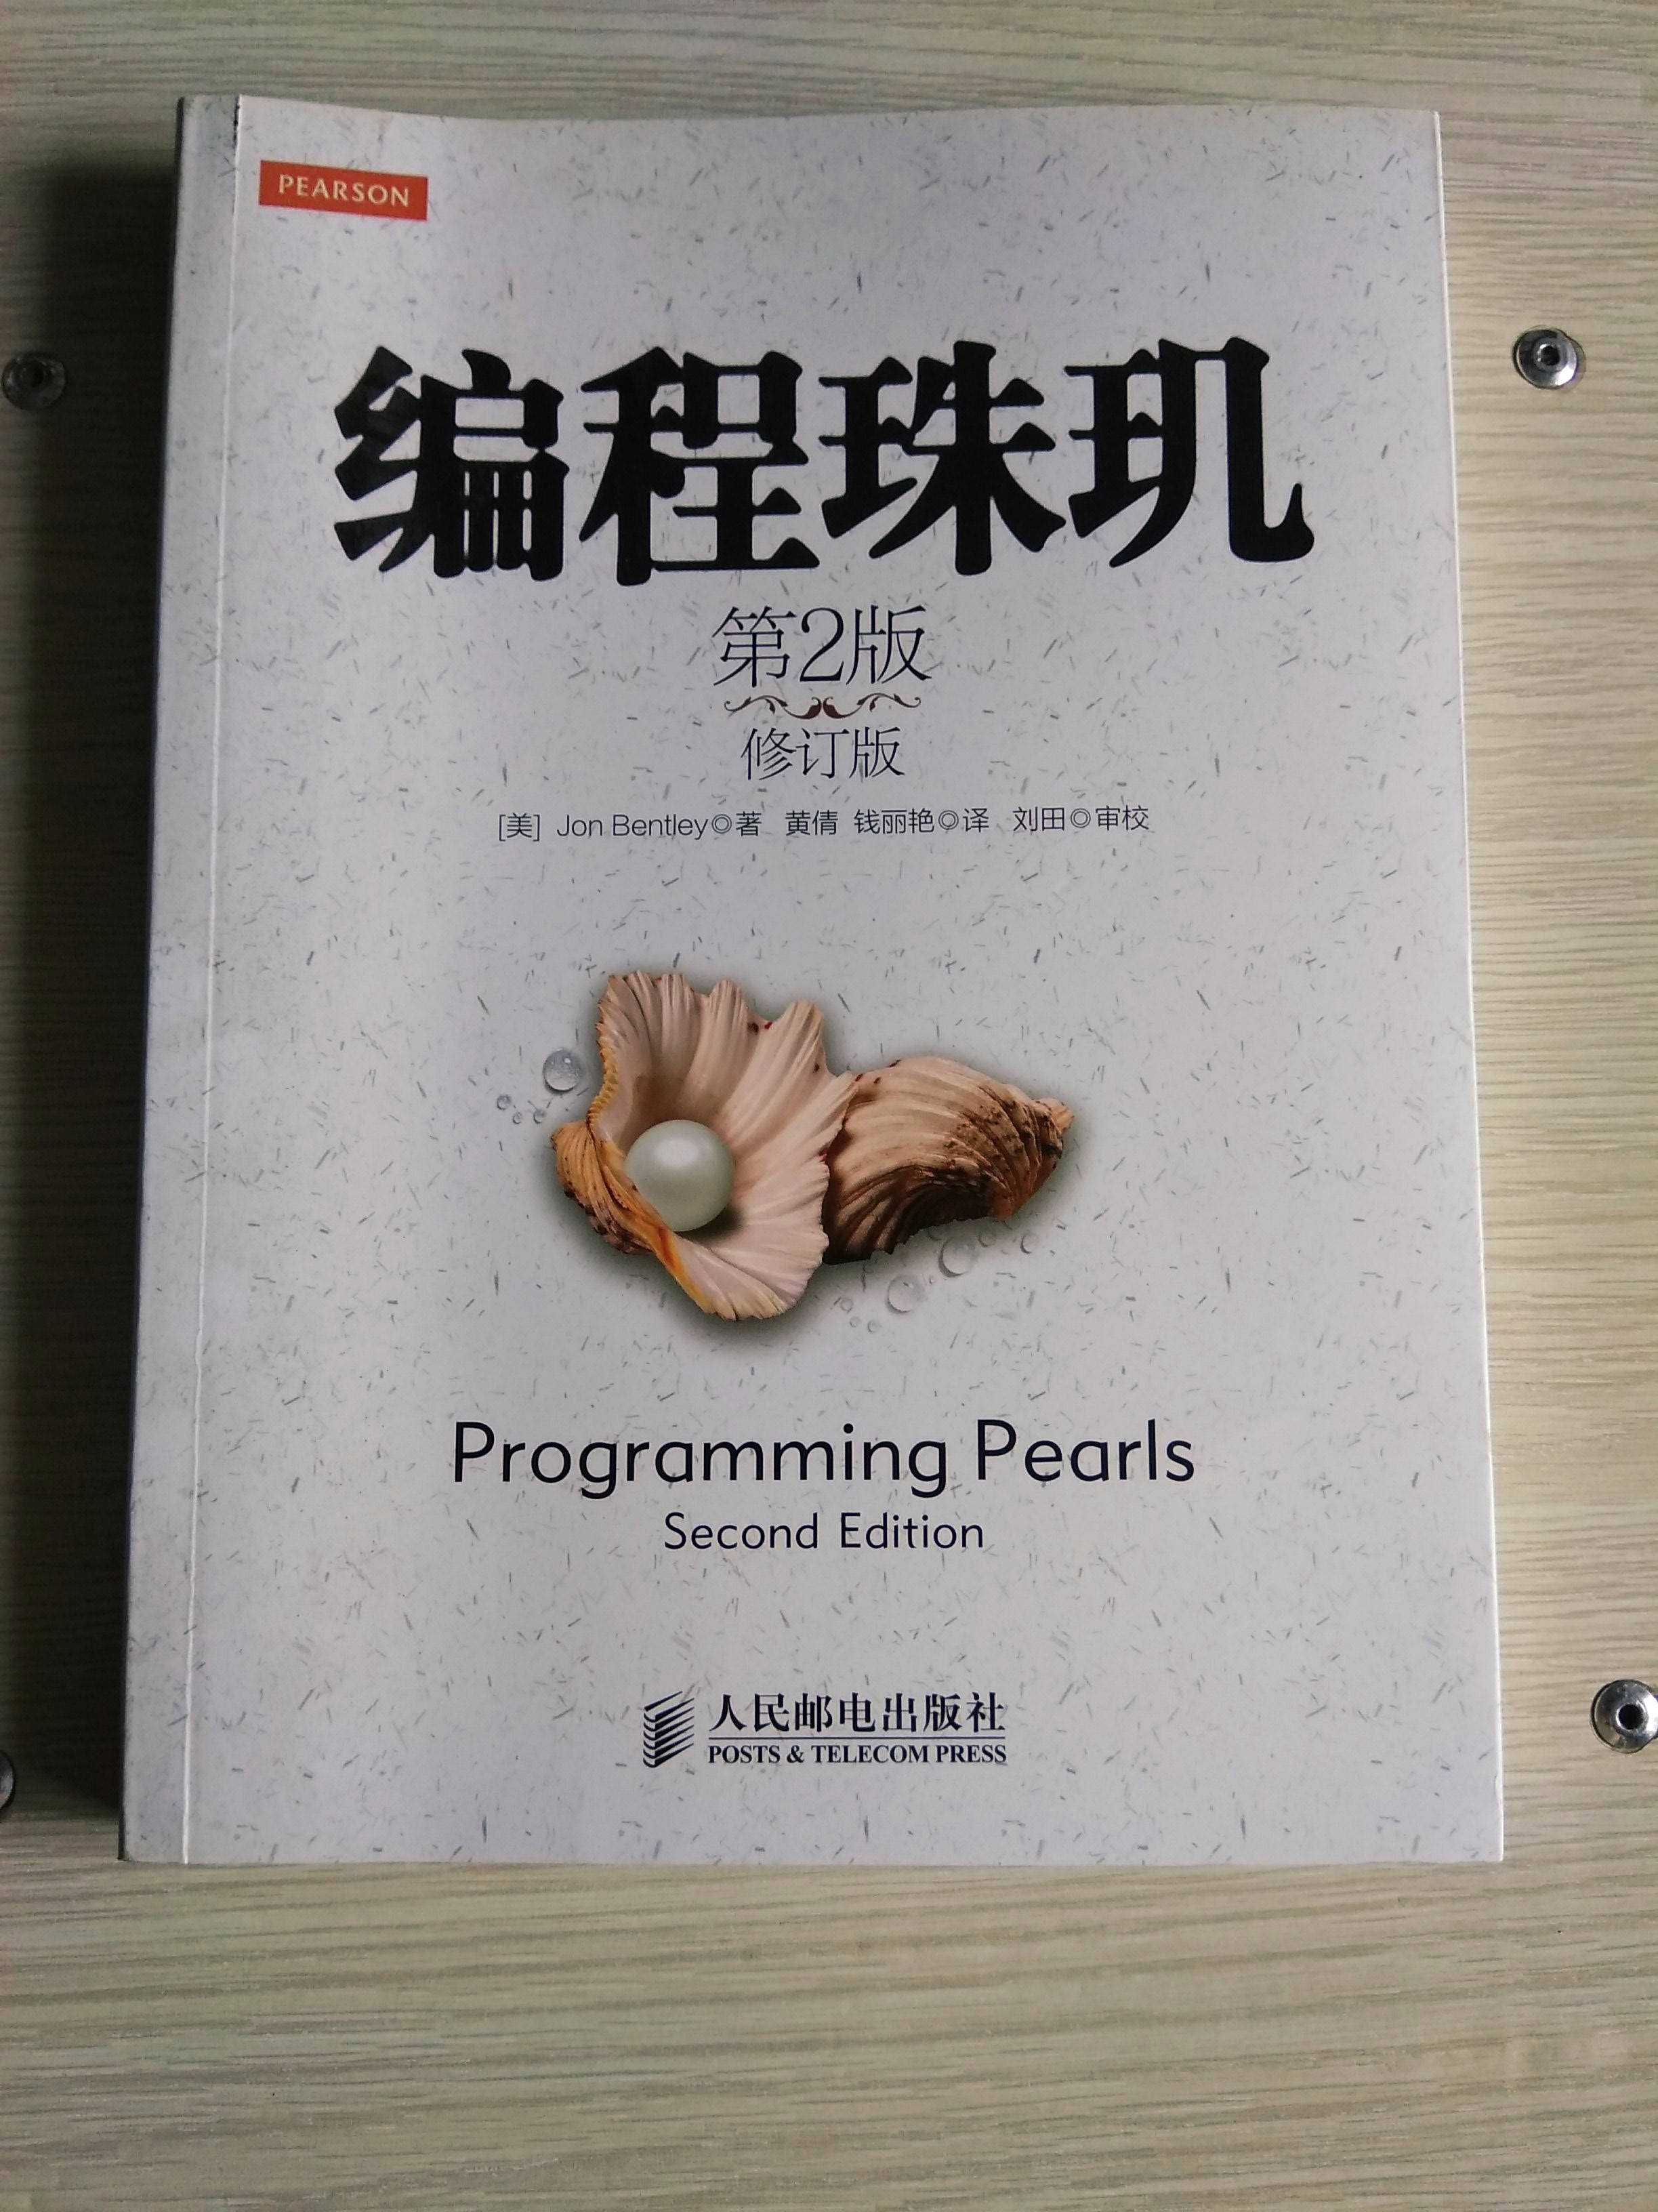 PEARSON
编程珠玑
第2版
修订版
[美] Jon Bentley◎著 黄倩 钱丽艳◎译 刘田◎审校
Programming Pearls
Second Edition
人民邮电出版社
POSTS & TELECOM PRESS